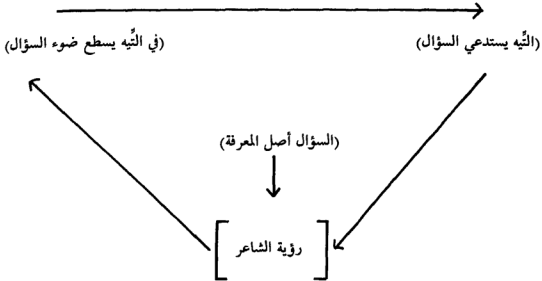 (التِّيه يستدعي السؤال)
(في التِّيه يسطع ضوء السؤال)
(السؤال أصل المعرفة)
[رؤية الشاعر]